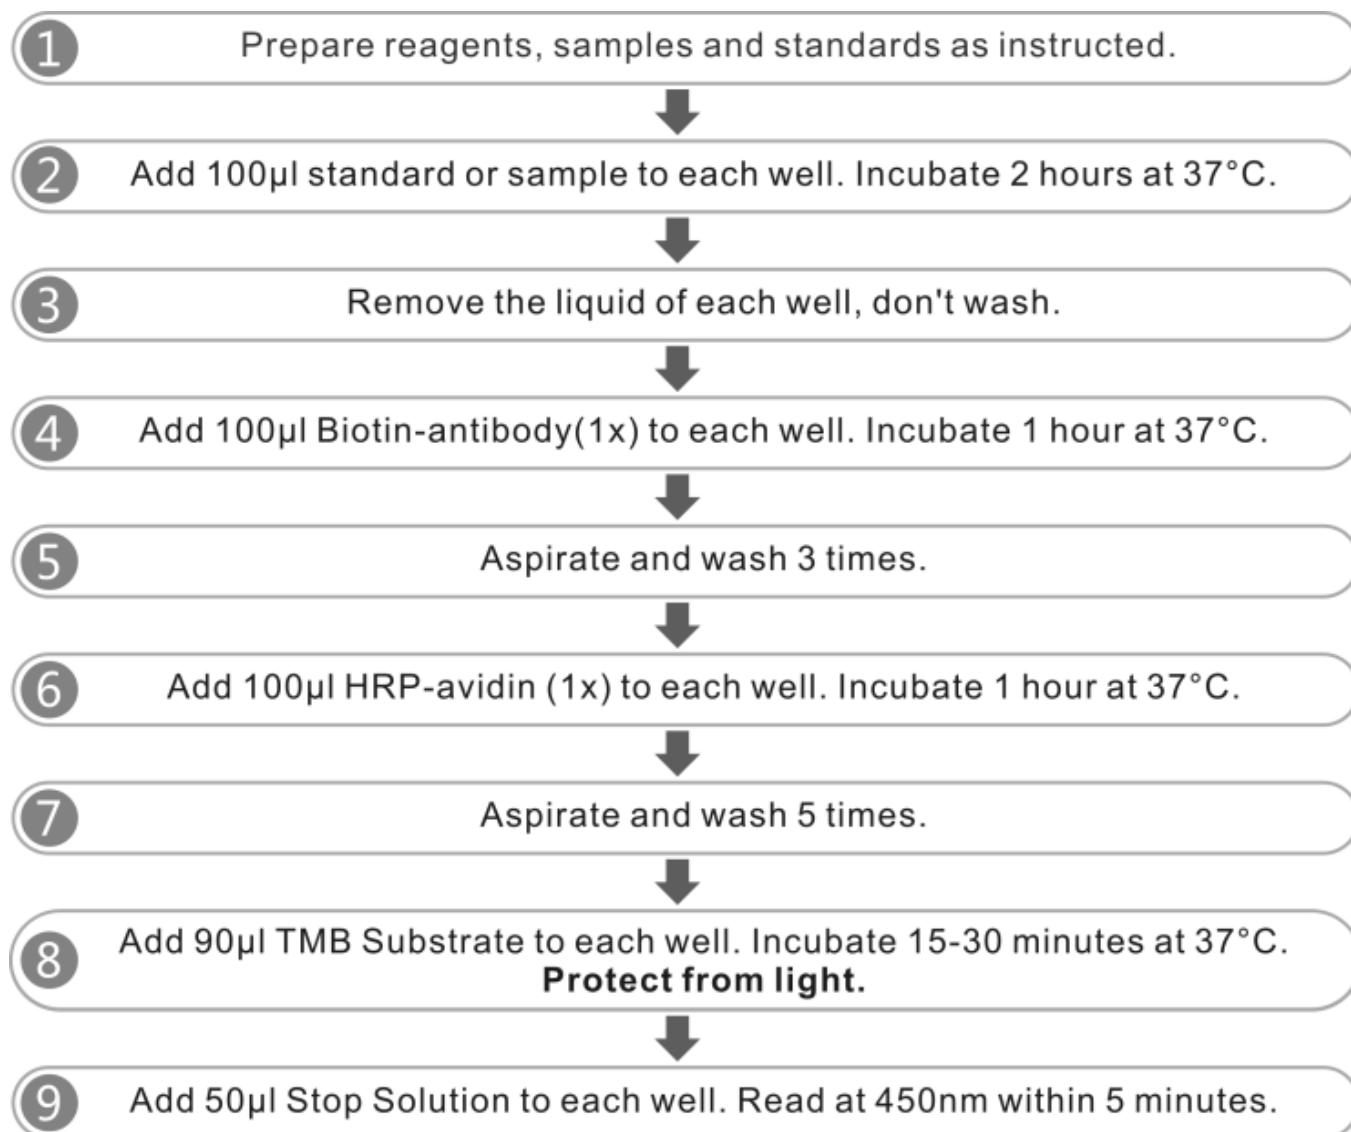 1 Prepare reagents, samples and standards as instructed.
2 Add 100µl standard or sample to each well. Incubate 2 hours at 37°C.
3 Remove the liquid of each well, don't wash.
4 Add 100µl Biotin-antibody(1x) to each well. Incubate 1 hour at 37°C.
5 Aspirate and wash 3 times.
6 Add 100µl HRP-avidin (1x) to each well. Incubate 1 hour at 37°C.
7 Aspirate and wash 5 times.
8 Add 90µl TMB Substrate to each well. Incubate 15-30 minutes at 37°C.
Protect from light.
9 Add 50µl Stop Solution to each well. Read at 450nm within 5 minutes.